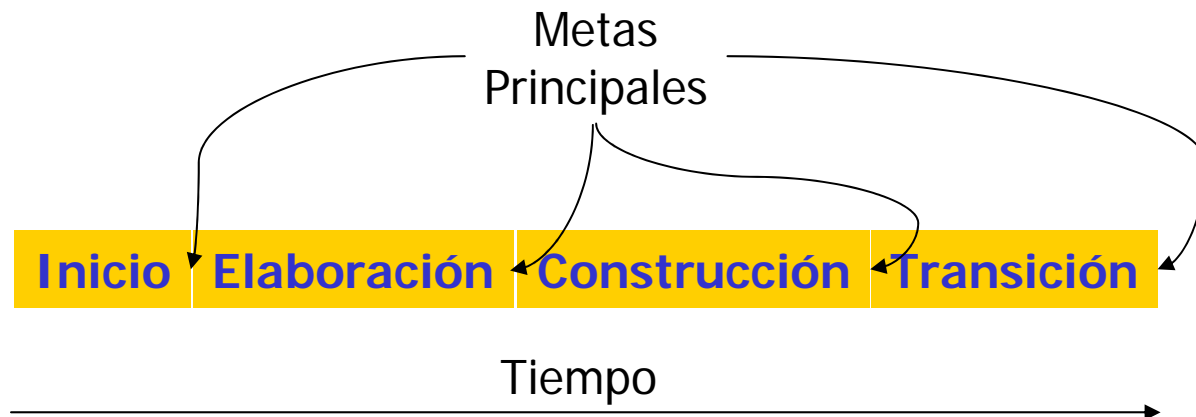 Metas
Principales
Inicio Elaboración Construcción Transición
Tiempo